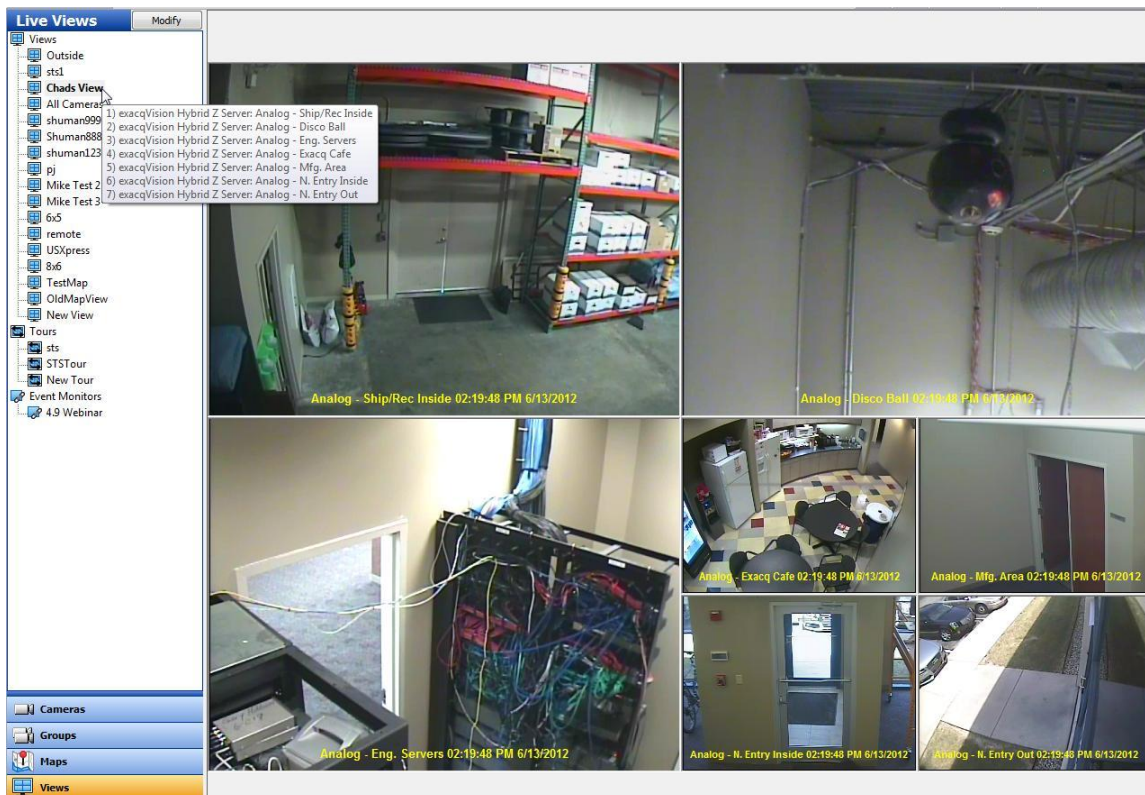 Live Views
Modify
Views
Outside
sts1
Chads View
All Cameras
shuman999
Shuman888
shuman123
pj
Mike Test 2
Mike Test 3
6x5
remote
USXpress
8x6
TestMap
OldMapView
New View
Tours
sts
STSTour
New Tour
Event Monitors
4.9 Webinar
1) exacqVision Hybrid Z Server: Analog - Ship/Rec Inside
2) exacqVision Hybrid Z Server: Analog - Disco Ball
3) exacqVision Hybrid Z Server: Analog - Eng. Servers
4) exacqVision Hybrid Z Server: Analog - Exacq Cafe
5) exacqVision Hybrid Z Server: Analog - Mfg. Area
6) exacqVision Hybrid Z Server: Analog - N. Entry Inside
7) exacqVision Hybrid Z Server: Analog - N. Entry Out
Cameras
Groups
Maps
Views
Analog - Ship/Rec Inside 02:19:48 PM 6/13/2012
Analog - Disco Ball 02:19:48 PM 6/13/2012
Analog - Eng. Servers 02:19:48 PM 6/13/2012
Analog - Exacq Cafe 02:19:48 PM 6/13/2012
Analog - Mfg. Area 02:19:48 PM 6/13/2012
Analog - N. Entry Inside 02:19:48 PM 6/13/2012
Analog - N. Entry Out 02:19:48 PM 6/13/2012